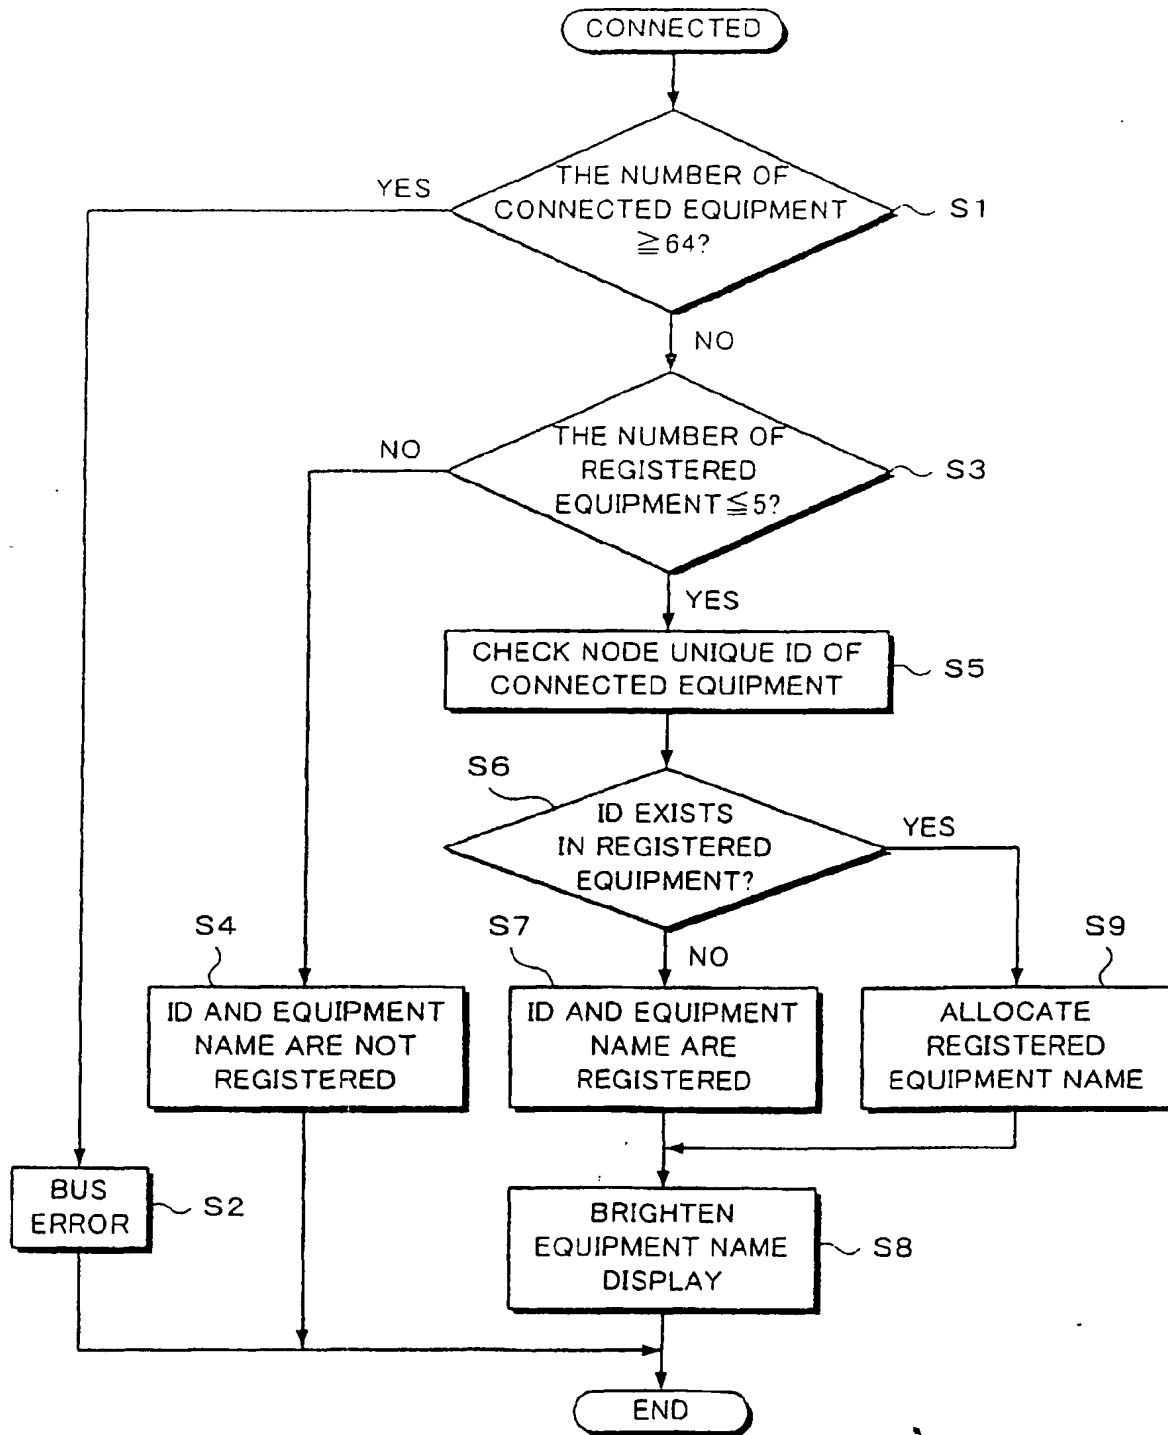 CONNECTED
THE NUMBER OF
CONNECTED EQUIPMENT
≧64?
YES
S1
NO
THE NUMBER OF
REGISTERED
EQUIPMENT≦5?
NO
S3
YES
CHECK NODE UNIQUE ID OF
CONNECTED EQUIPMENT
S5
S6
ID EXISTS
IN REGISTERED
EQUIPMENT?
YES
NO
S4
ID AND EQUIPMENT
NAME ARE NOT
REGISTERED
S7
ID AND EQUIPMENT
NAME ARE
REGISTERED
S9
ALLOCATE
REGISTERED
EQUIPMENT NAME
BUS
ERROR
S2
BRIGHTEN
EQUIPMENT NAME
DISPLAY
S8
END